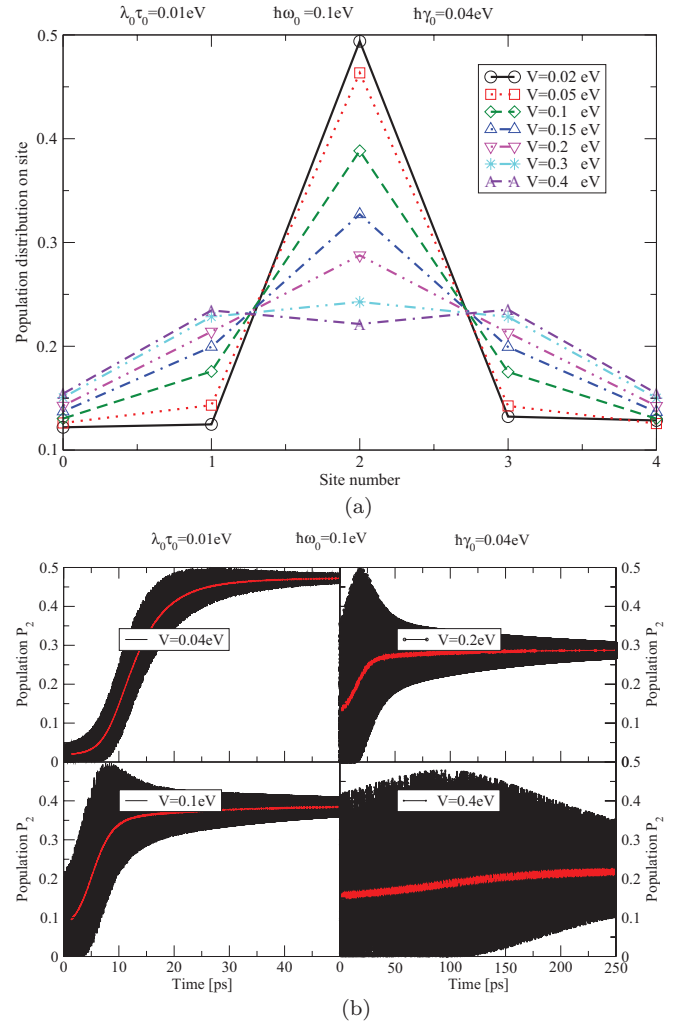 λ₀τ₀=0.01eV ħω₀=0.1eV ħγ₀=0.04eV
0.5
0.4
0.3
0.2
0.1
Population distribution on site
V=0.02 eV
V=0.05 eV
V=0.1 eV
V=0.15 eV
V=0.2 eV
V=0.3 eV
V=0.4 eV
0 1 2 3 4
Site number
(a)
λ₀τ₀=0.01eV ħω₀=0.1eV ħγ₀=0.04eV
Population P₂
0.5
0.4
0.3
0.2
0.1
0
V=0.04eV
V=0.2eV
0.5
0.4
0.3
0.2
0.1
0
Population P₂
Population P₂
0.4
0.3
0.2
0.1
0
V=0.1eV
V=0.4eV
0.4
0.3
0.2
0.1
0
Population P₂
0 10 20 30 40
0 50 100 150 200 250
Time [ps] Time [ps]
(b)